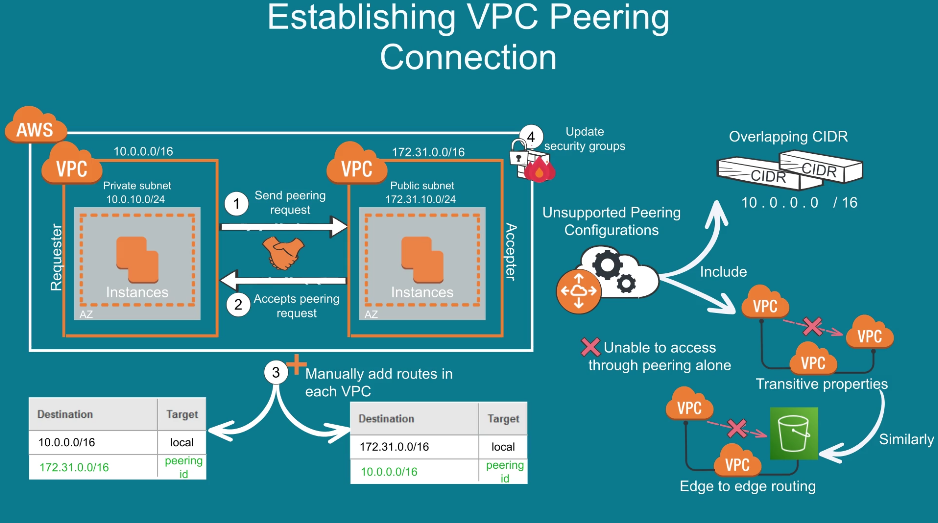 Establishing VPC Peering
Connection
AWS
VPC
10.0.0.0/16
Private subnet
10.0.10.0/24
Requester
Instances
AZ
1
Send peering
request
2
Accepts peering
request
VPC
172.31.0.0/16
Public subnet
172.31.10.0/24
Accepter
Instances
AZ
4
Update
security groups
3
Manually add routes in
each VPC
Destination Target
10.0.0.0/16 local
172.31.0.0/16 peering
id
Destination Target
172.31.0.0/16 local
10.0.0.0/16 peering
id
Unsupported Peering
Configurations
Include
Overlapping CIDR
CIDR
CIDR
10 . 0 . 0 . 0 / 16
VPC
VPC
VPC
Transitive properties
Unable to access
through peering alone
Similarly
VPC
VPC
Edge to edge routing